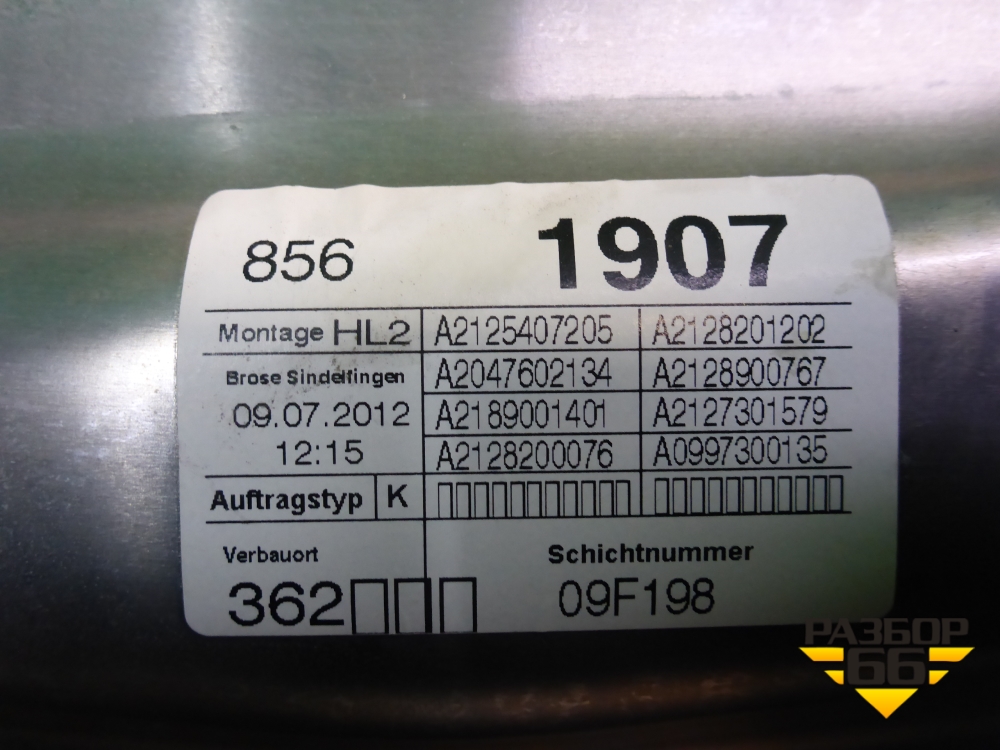 856 1907
Montage HL2 A2125407205 A2128201202
Brose Sindelfingen A2047602134 A2128900767
09.07.2012 A2189001401 A2127301579
12:15 A2128200076 A0997300135
Auftragstyp K
Verbauort Schichtnummer
362 09F198
РАЗБОР
66